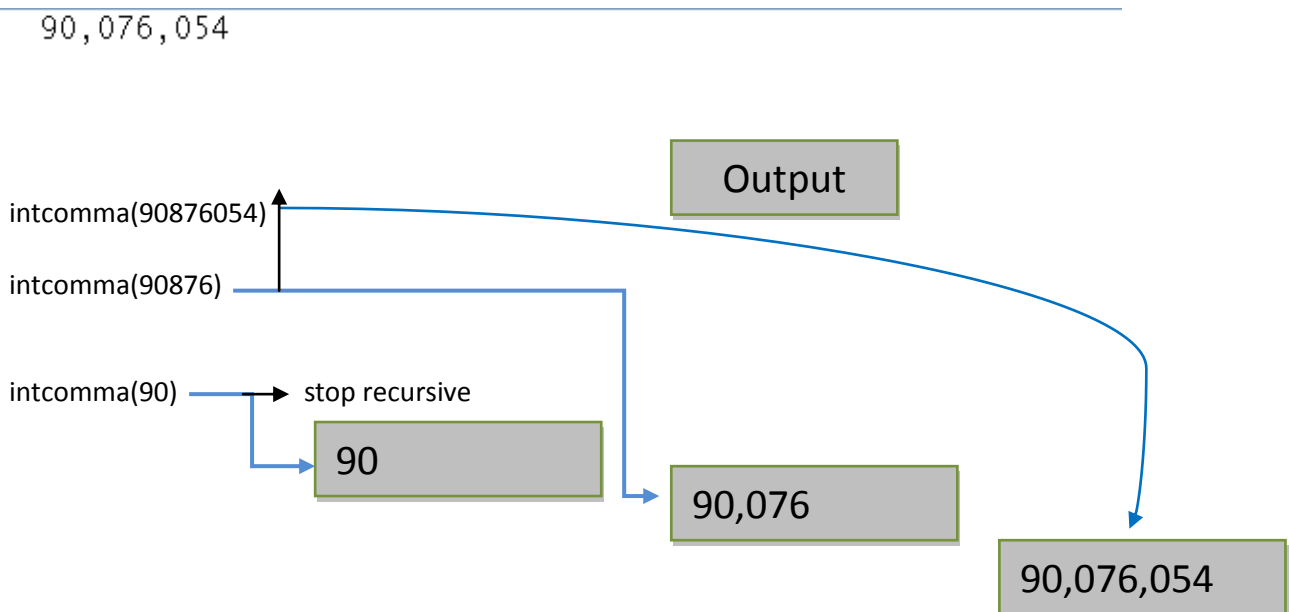 90,076,054
Output
intcomma(90876054)
intcomma(90876)
intcomma(90)
stop recursive
90
90,076
90,076,054